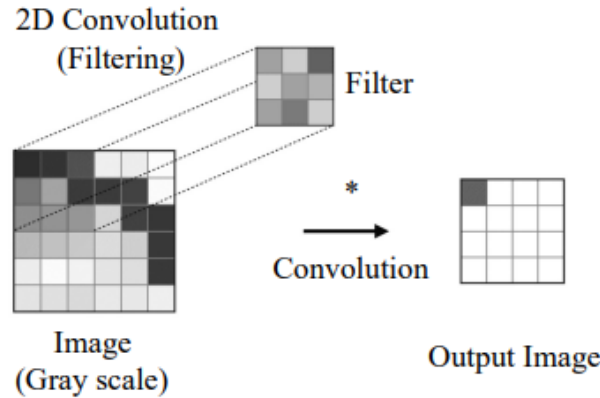 2D Convolution
(Filtering)
Filter
*
Convolution
Image
(Gray scale)
Output Image